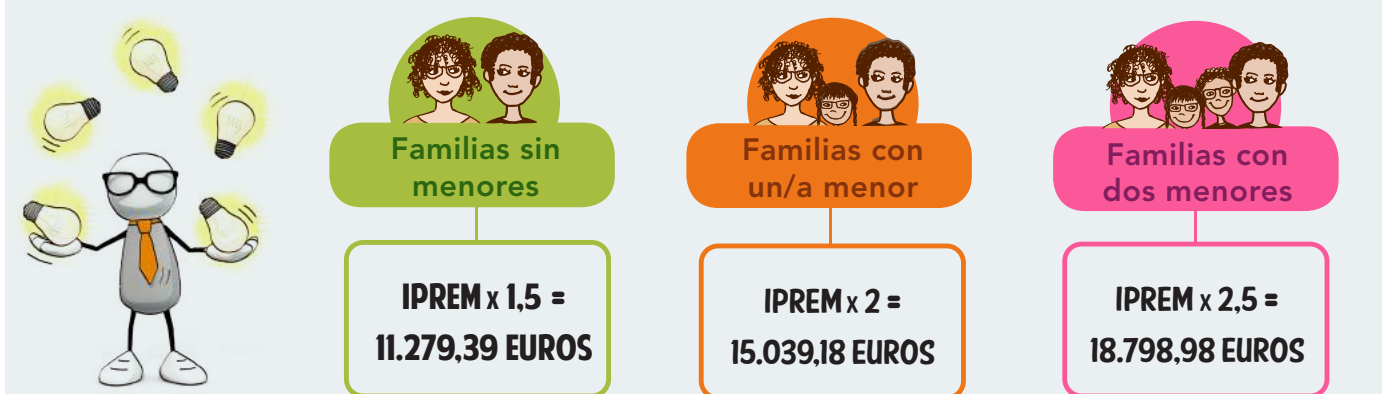 Familias sin
menores
IPREM x 1,5 =
11.279,39 EUROS
Familias con
un/a menor
IPREM x 2 =
15.039,18 EUROS
Familias con
dos menores
IPREM x 2,5 =
18.798,98 EUROS